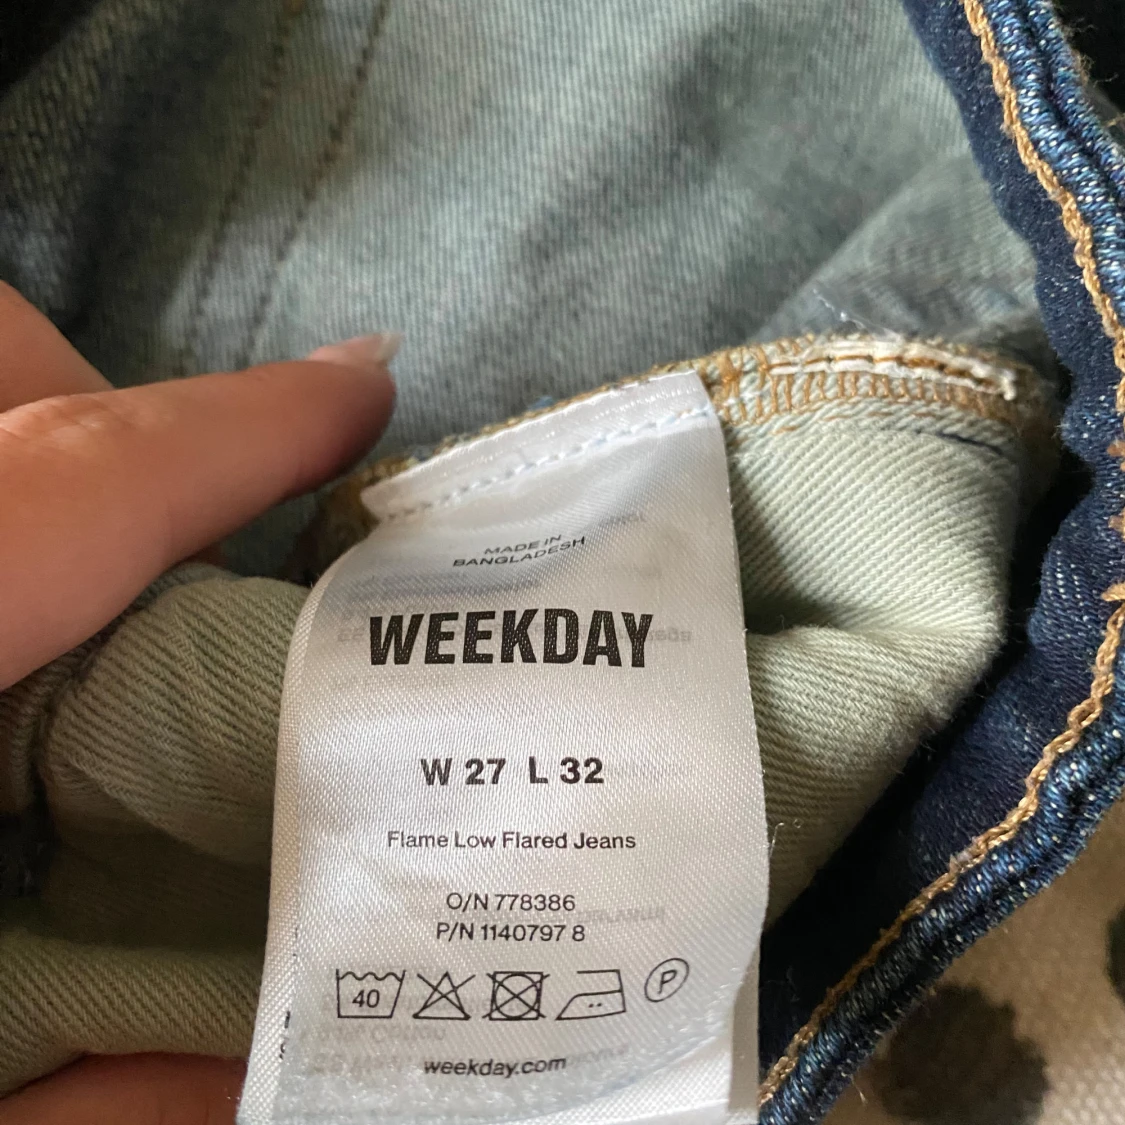 MADE IN
BANGLADESH
WEEKDAY
W 27 L 32
Flame Low Flared Jeans
O/N 778386
P/N 1140797 8
40
P
weekday.com